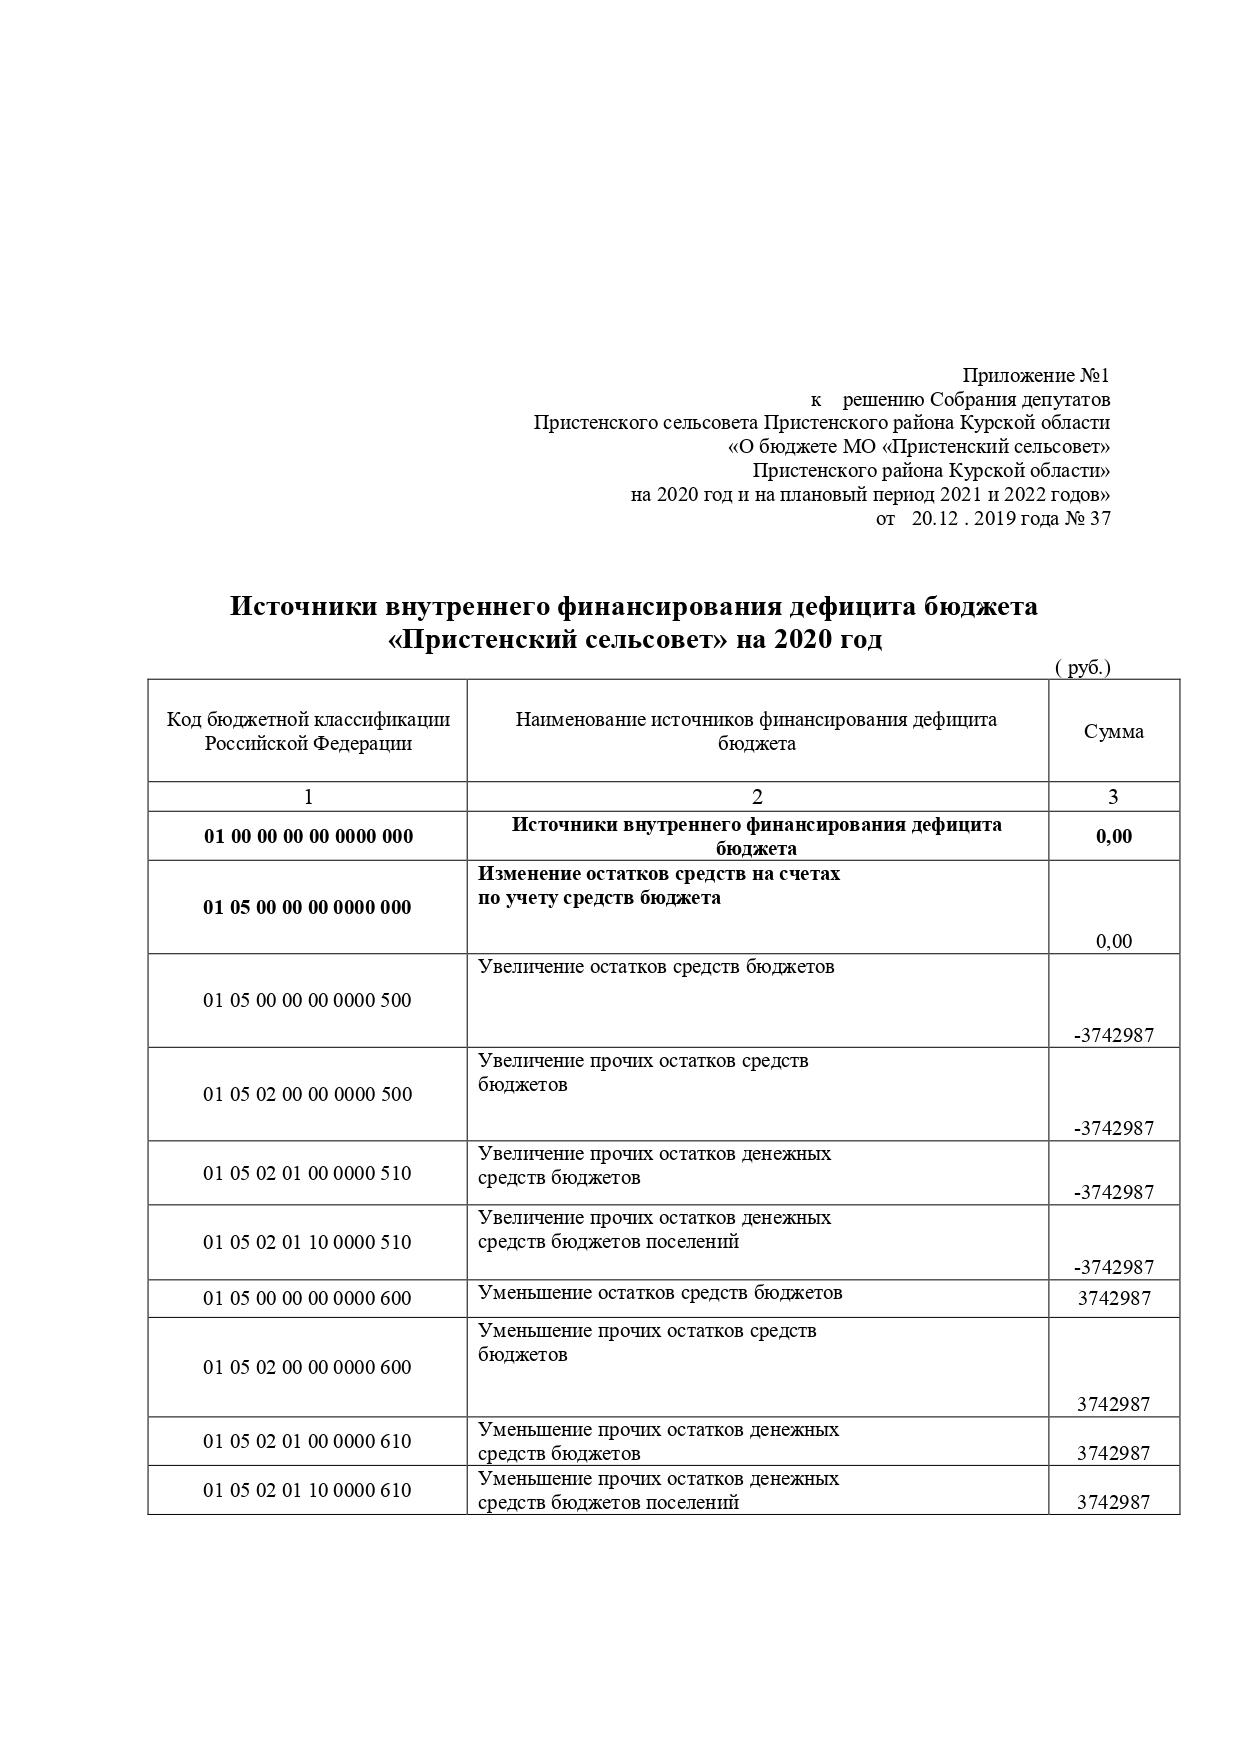 Приложение №1
к решению Собрания депутатов
Пристенского сельсовета Пристенского района Курской области
«О бюджете МО «Пристенский сельсовет»
Пристенского района Курской области»
на 2020 год и на плановый период 2021 и 2022 годов»
от 20.12 . 2019 года № 37
Источники внутреннего финансирования дефицита бюджета
«Пристенский сельсовет» на 2020 год
( руб.)
Код бюджетной классификации
Российской Федерации
Наименование источников финансирования дефицита
бюджета
Сумма
1
2
3
01 00 00 00 00 0000 000
Источники внутреннего финансирования дефицита
бюджета
0,00
01 05 00 00 00 0000 000
Изменение остатков средств на счетах
по учету средств бюджета
0,00
01 05 00 00 00 0000 500
Увеличение остатков средств бюджетов
-3742987
01 05 02 00 00 0000 500
Увеличение прочих остатков средств
бюджетов
-3742987
01 05 02 01 00 0000 510
Увеличение прочих остатков денежных
средств бюджетов
-3742987
01 05 02 01 10 0000 510
Увеличение прочих остатков денежных
средств бюджетов поселений
-3742987
01 05 00 00 00 0000 600
Уменьшение остатков средств бюджетов
3742987
01 05 02 00 00 0000 600
Уменьшение прочих остатков средств
бюджетов
3742987
01 05 02 01 00 0000 610
Уменьшение прочих остатков денежных
средств бюджетов
3742987
01 05 02 01 10 0000 610
Уменьшение прочих остатков денежных
средств бюджетов поселений
3742987